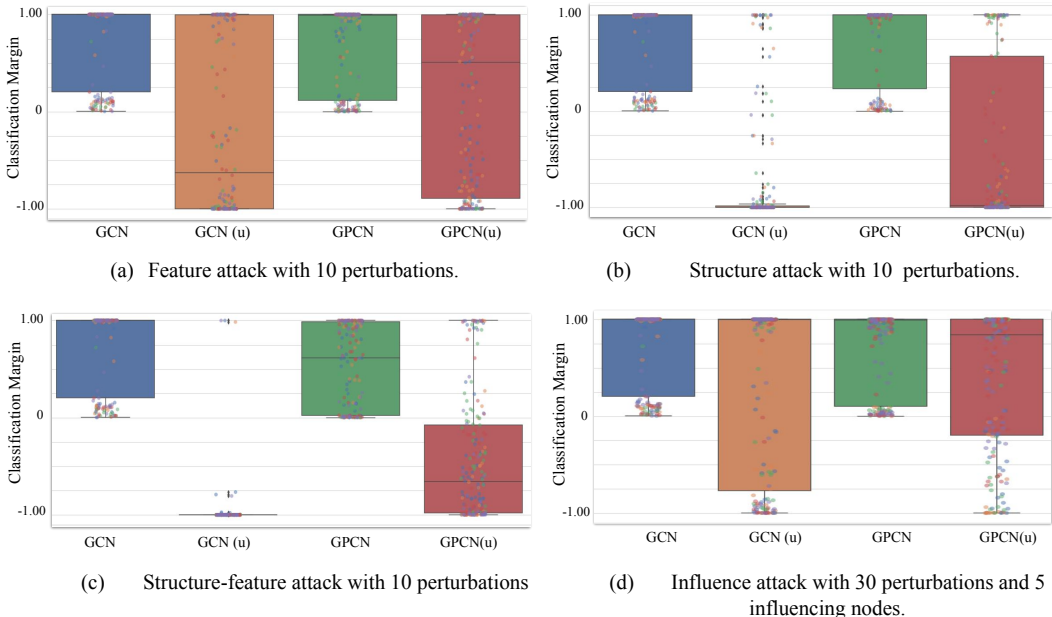 1.00
0
-1.00
Classification Margin
GCN GCN (u) GPCN GPCN(u)
(a) Feature attack with 10 perturbations.
1.00
0
-1.00
Classification Margin
GCN GCN (u) GPCN GPCN(u)
(b) Structure attack with 10 perturbations.
1.00
0
-1.00
Classification Margin
GCN GCN (u) GPCN GPCN(u)
(c) Structure-feature attack with 10 perturbations
1.00
0
-1.00
Classification Margin
GCN GCN (u) GPCN GPCN(u)
(d) Influence attack with 30 perturbations and 5
influencing nodes.